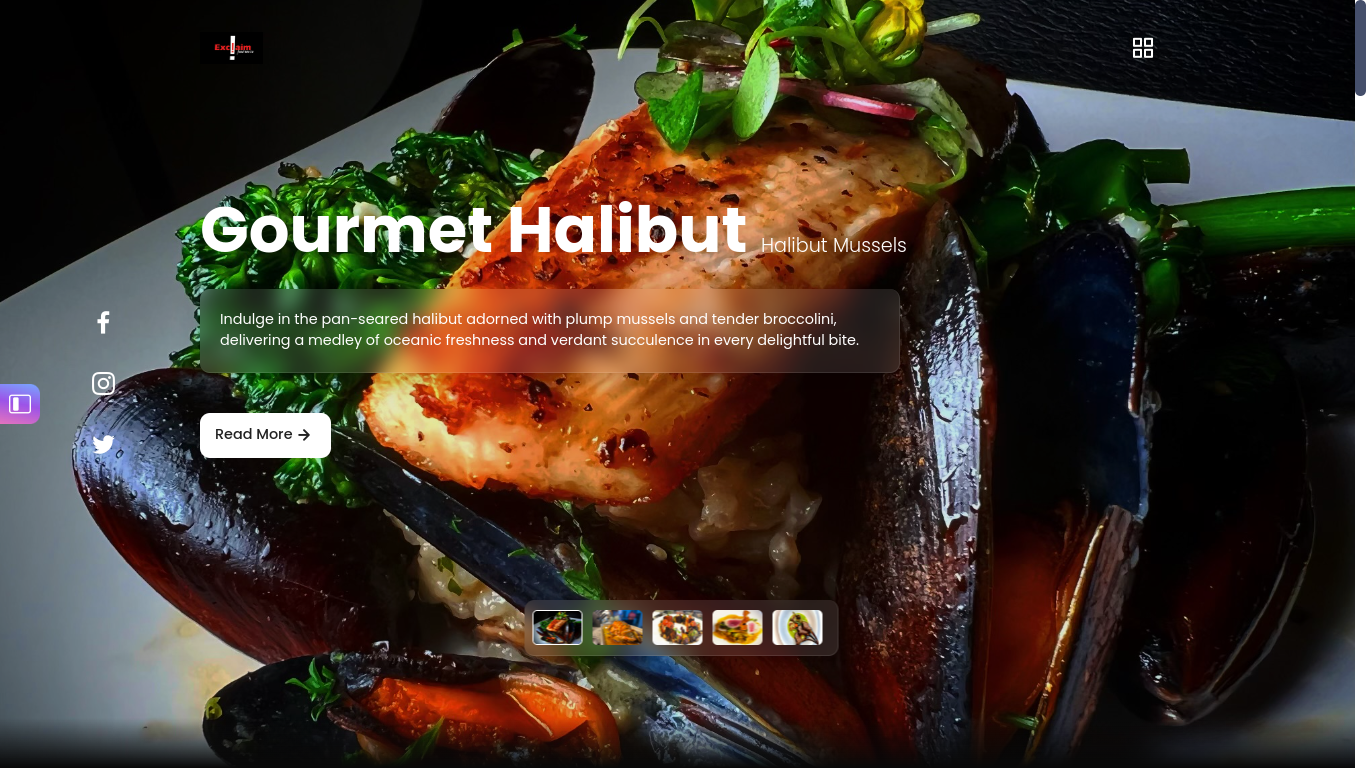 Exclaim
Gourmet Halibut Halibut Mussels
Indulge in the pan-seared halibut adorned with plump mussels and tender broccolini,
delivering a medley of oceanic freshness and verdant succulence in every delightful bite.
Read More